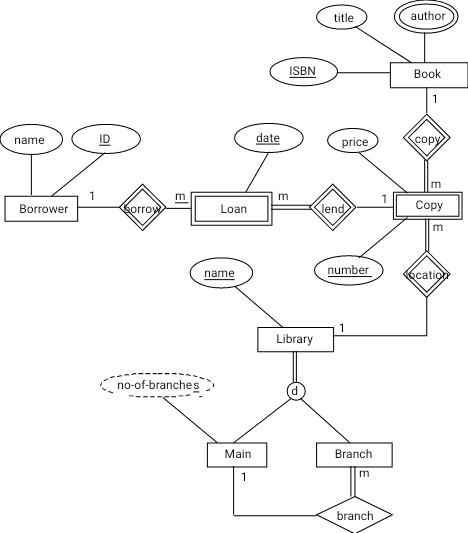 title
author
ISBN
Book
1
copy
name
ID
date
price
1
m
m
1
m
Borrower
borrow
Loan
lend
Copy
m
number
location
name
1
Library
d
no-of-branches
Main
Branch
1
m
branch